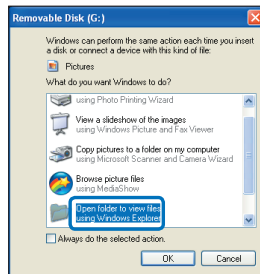 Removable Disk (G:)
Windows can perform the same action each time you insert
a disk or connect a device with this kind of file:
Pictures
What do you want Windows to do?
using Photo Printing Wizard
View a slideshow of the images
using Windows Picture and Fax Viewer
Copy pictures to a folder on my computer
using Microsoft Scanner and Camera Wizard
Browse picture files
using MediaShow
Open folder to view files
using Windows Explorer
Always do the selected action.
OK
Cancel